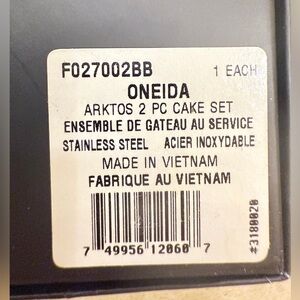 F027002BB 1 EACH
ONEIDA
ARKTOS 2 PC CAKE SET
ENSEMBLE DE GATEAU AU SERVICE
STAINLESS STEEL ACIER INOXYDABLE
MADE IN VIETNAM
FABRIQUE AU VIETNAM
7 49956 12060 7
#3180020